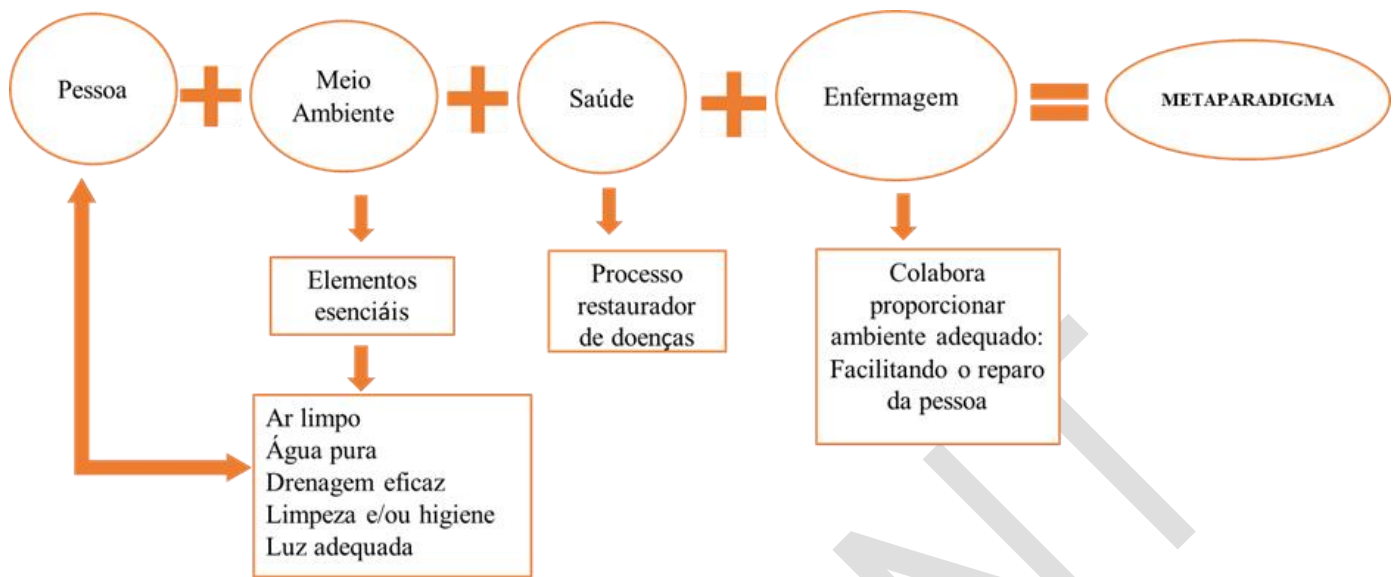 Pessoa
Meio
Ambiente
Saúde
Enfermagem
METAPARADIGMA
Elementos
esenciáis
Processo
restaurador
de doenças
Colabora
proporcionar
ambiente adequado:
Facilitando o reparo
da pessoa
Ar limpo
Água pura
Drenagem eficaz
Limpeza e/ou higiene
Luz adequada